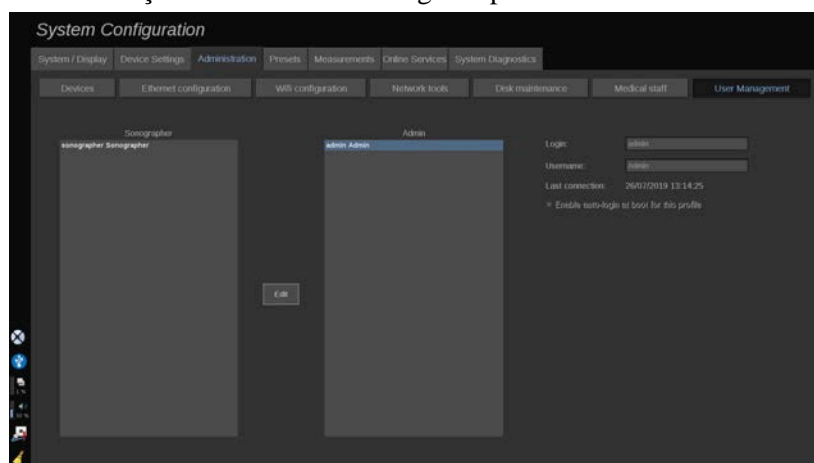 System Configuration
System / Display Device Settings Administration Presets Measurements Online Services System Diagnostics
Devices Ethernet configuration Wifi configuration Network tools Disk maintenance Medical staff User Management
Sonographer Admin
sonographer Sonographer admin Admin
Login: admin
Username: Admin
Last connection: 26/07/2019 13:14:25
Enable auto-login at boot for this profile
Edit